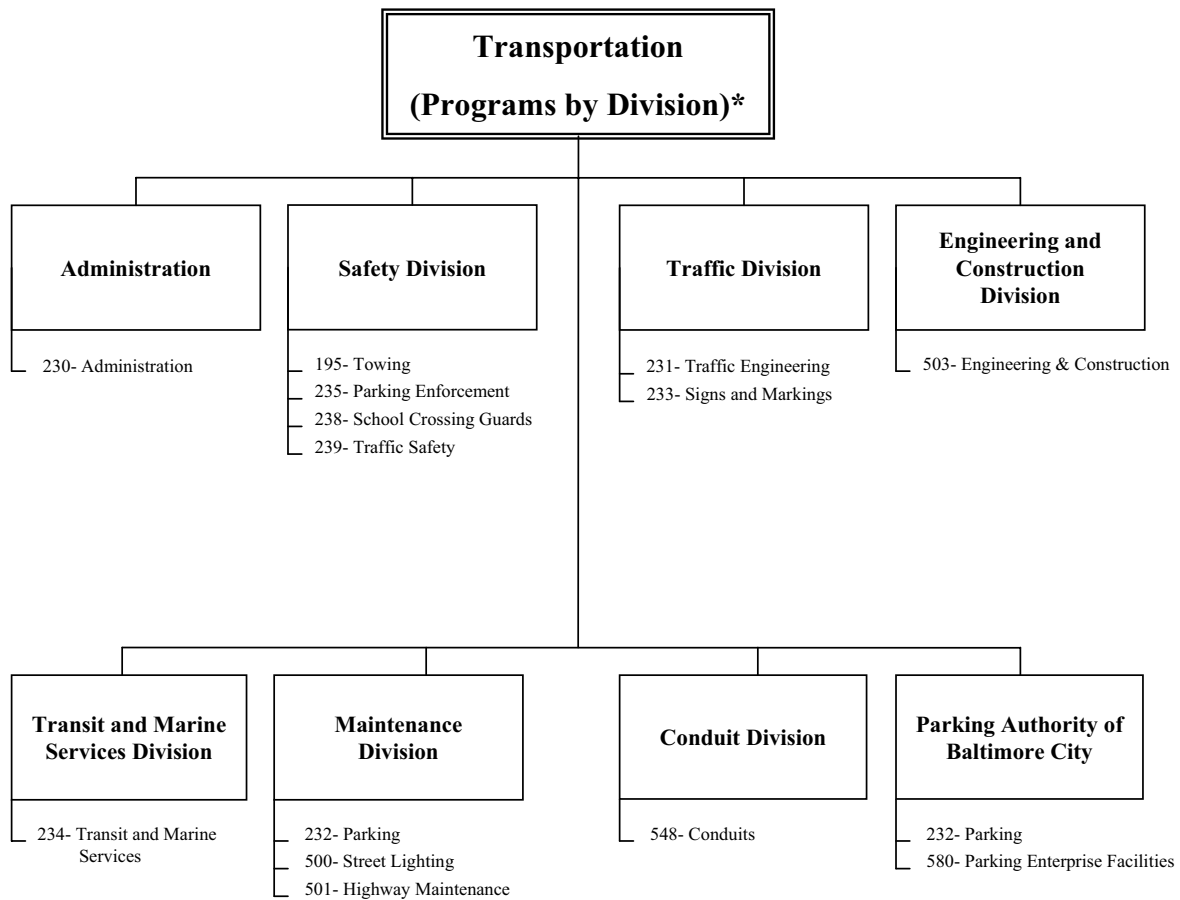 Transportation
(Programs by Division)*
Administration
230- Administration
Safety Division
195- Towing
235- Parking Enforcement
238- School Crossing Guards
239- Traffic Safety
Traffic Division
231- Traffic Engineering
233- Signs and Markings
Engineering and
Construction
Division
503- Engineering & Construction
Transit and Marine
Services Division
234- Transit and Marine
Services
Maintenance
Division
232- Parking
500- Street Lighting
501- Highway Maintenance
Conduit Division
548- Conduits
Parking Authority of
Baltimore City
232- Parking
580- Parking Enterprise Facilities